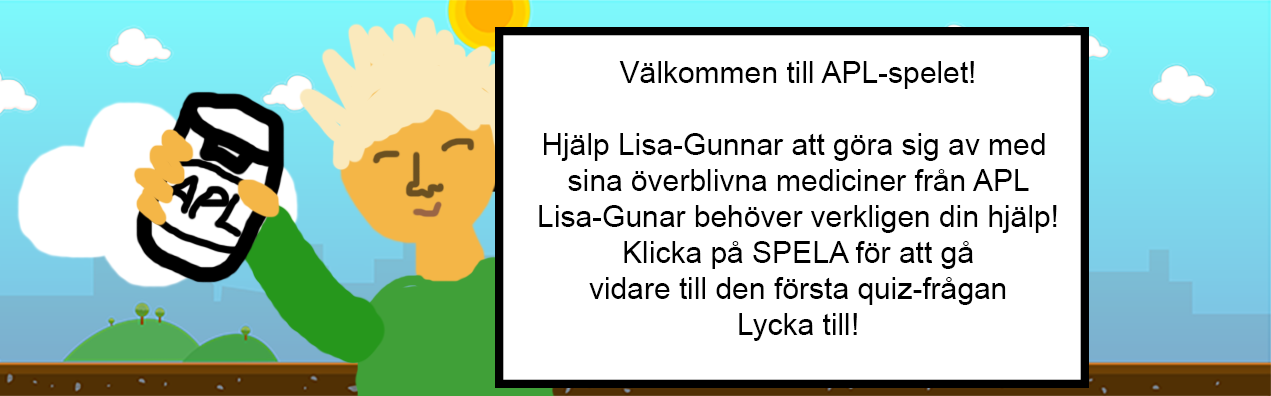 APL
Välkommen till APL-spelet!
Hjälp Lisa-Gunnar att göra sig av med
sina överblivna mediciner från APL
Lisa-Gunar behöver verkligen din hjälp!
Klicka på SPELA för att gå
vidare till den första quiz-frågan
Lycka till!